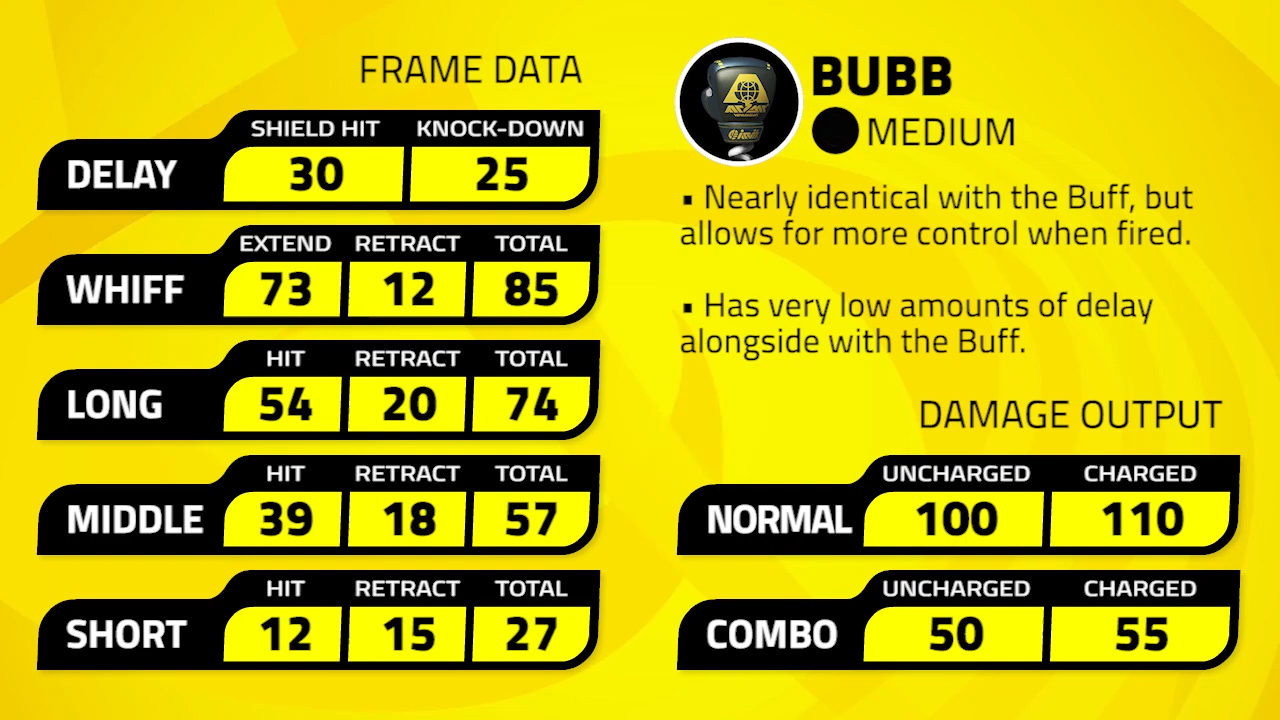 FRAME DATA
SHIELD HIT KNOCK-DOWN
DELAY 30 25
EXTEND RETRACT TOTAL
WHIFF 73 12 85
HIT RETRACT TOTAL
LONG 54 20 74
HIT RETRACT TOTAL
MIDDLE 39 18 57
HIT RETRACT TOTAL
SHORT 12 15 27
BUBB
MEDIUM
▪ Nearly identical with the Buff, but
allows for more control when fired.
▪ Has very low amounts of delay
alongside with the Buff.
DAMAGE OUTPUT
UNCHARGED CHARGED
NORMAL 100 110
UNCHARGED CHARGED
COMBO 50 55